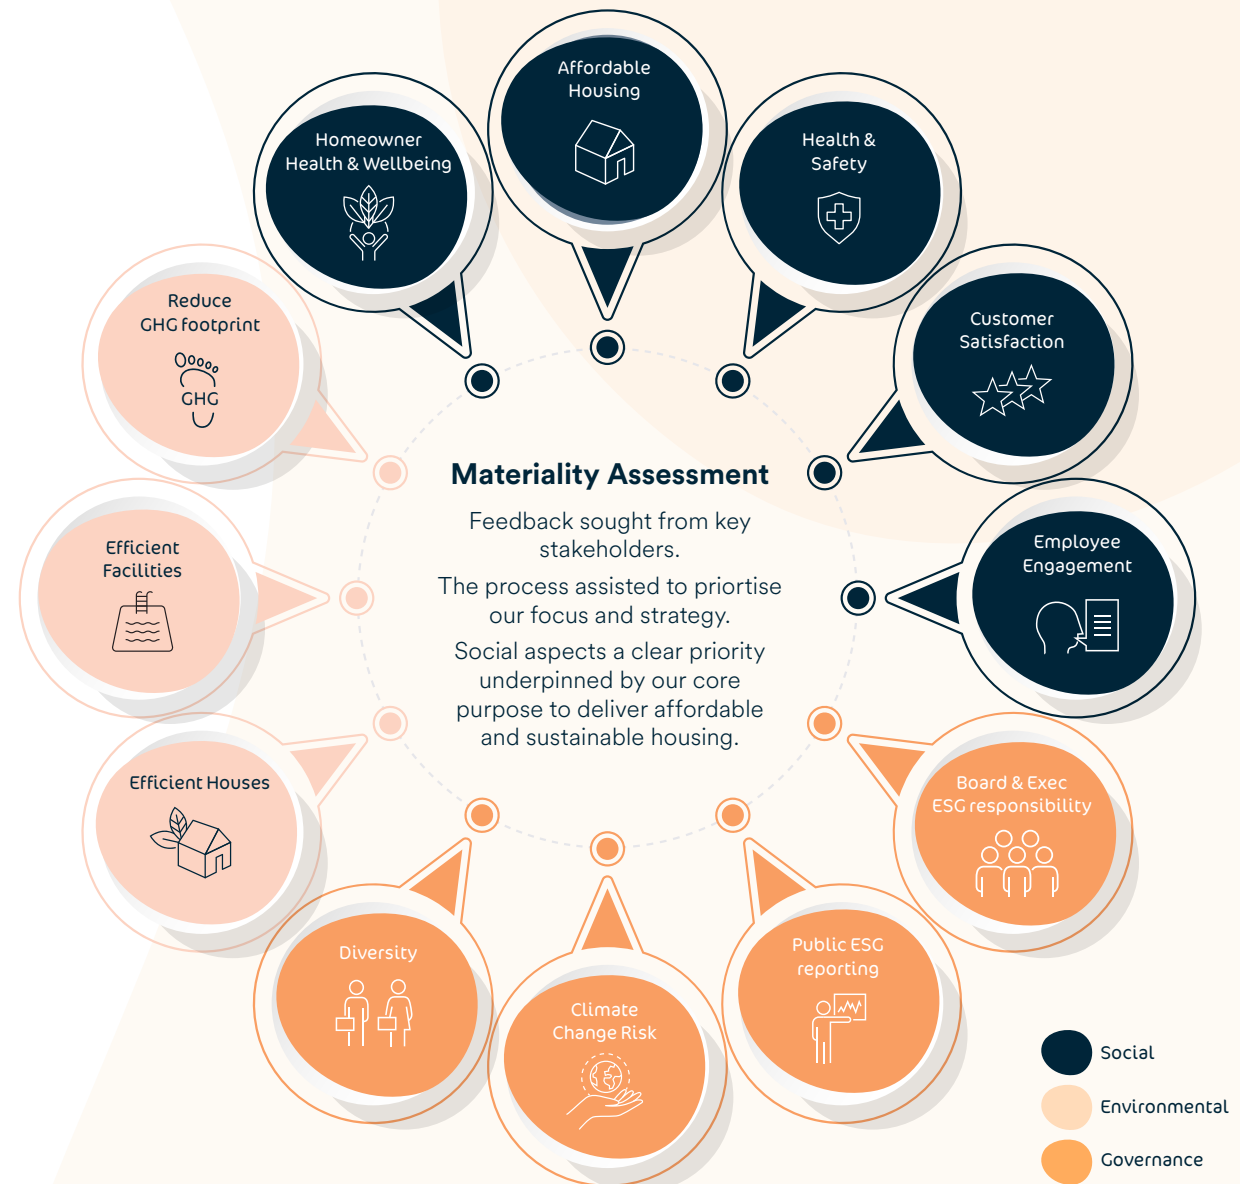 Affordable
Housing
Health &
Safety
Customer
Satisfaction
Employee
Engagement
Board & Exec
ESG responsibility
Public ESG
reporting
Climate
Change Risk
Diversity
Efficient Houses
Efficient
Facilities
Reduce
GHG footprint
GHG
Homeowner
Health & Wellbeing
Materiality Assessment
Feedback sought from key
stakeholders.
The process assisted to priortise
our focus and strategy.
Social aspects a clear priority
underpinned by our core
purpose to deliver affordable
and sustainable housing.
Social
Environmental
Governance